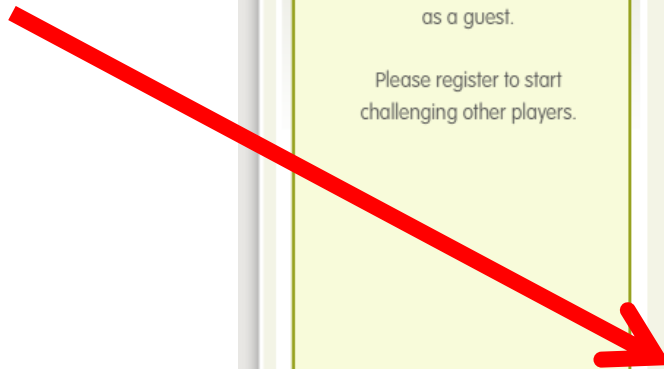 as a guest.
Please register to start
challenging other players.